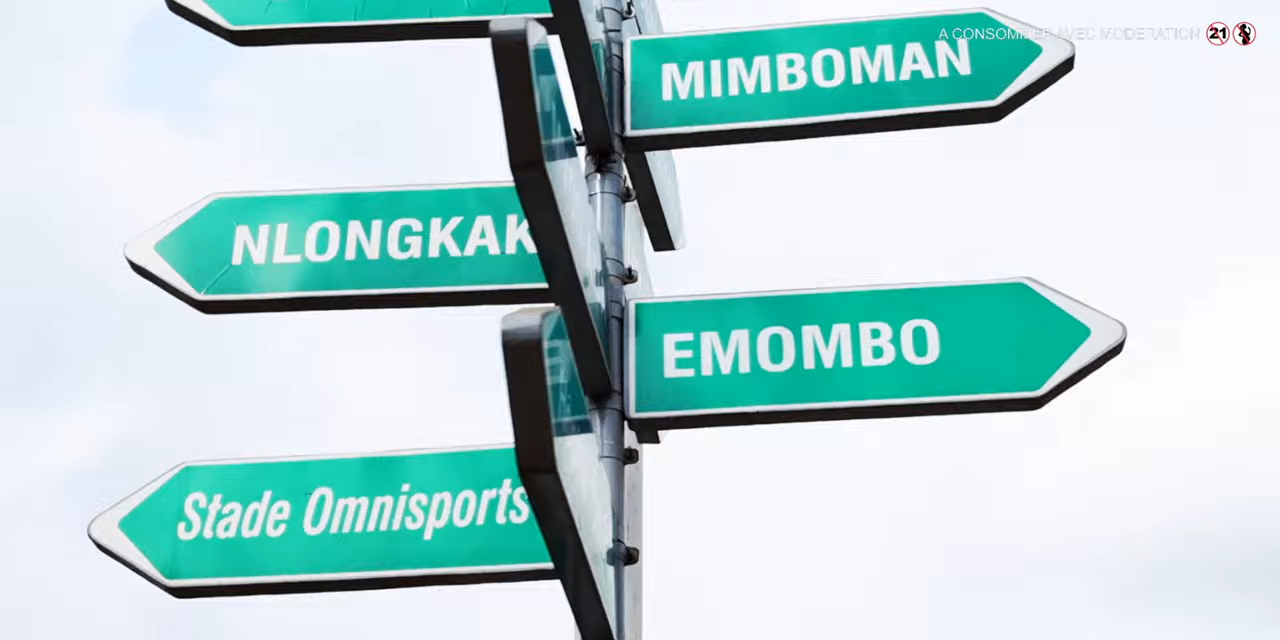 A CONSOMMER AVEC MODERATION 21
MIMBOMAN
NLONGKAK
EMOMBO
Stade Omnisports